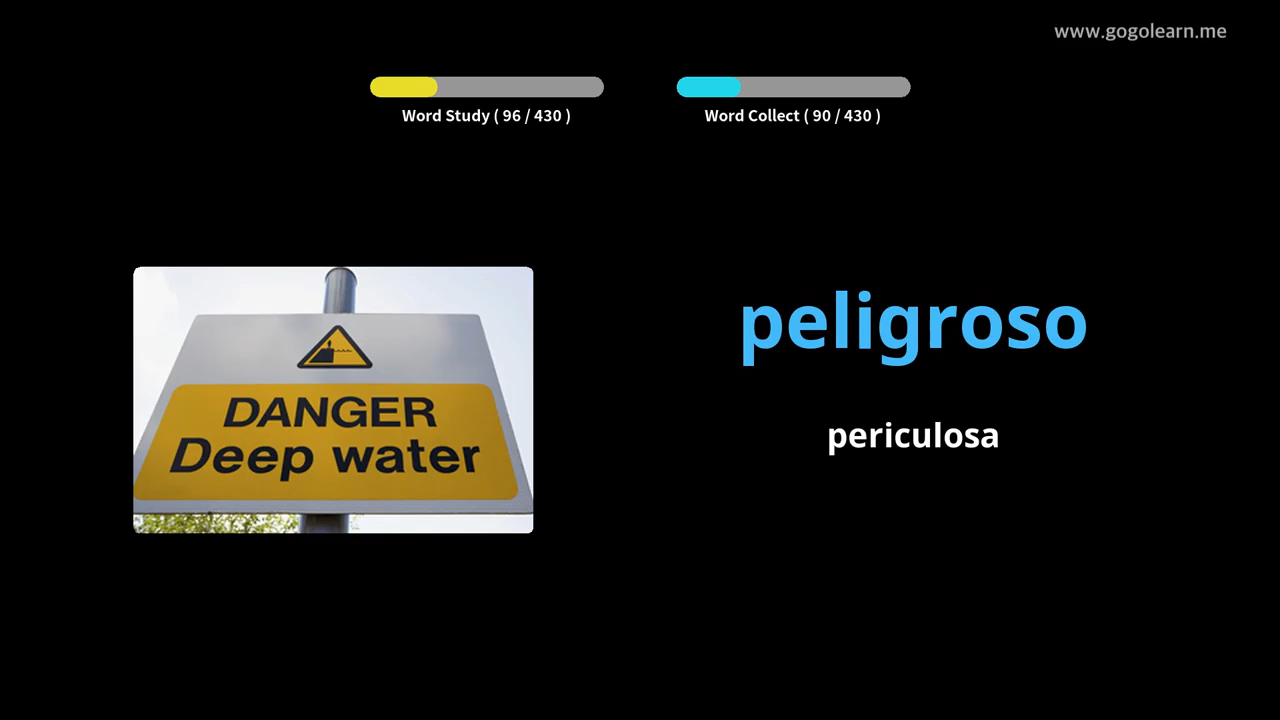 www.gogolearn.me
Word Study ( 96 / 430 )
Word Collect ( 90 / 430 )
DANGER
Deep water
peligroso
periculosa